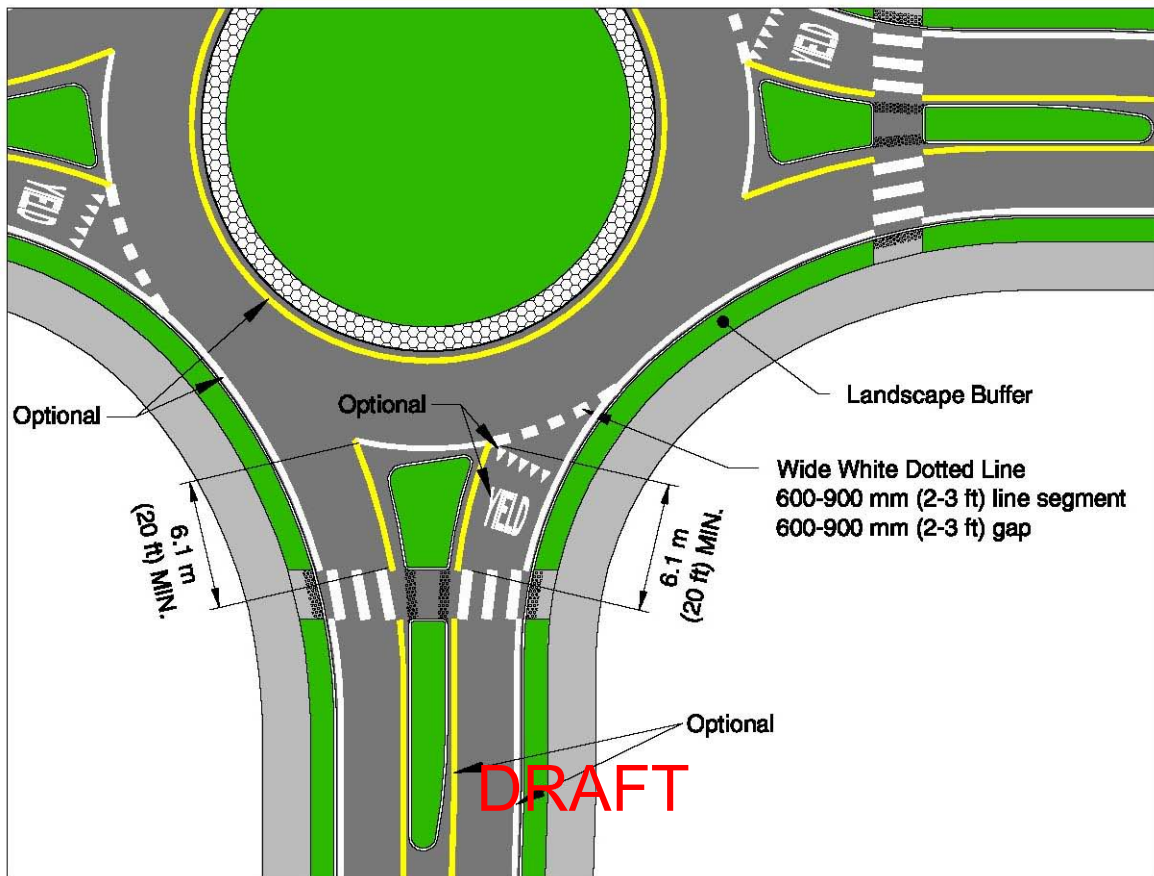 YIELD
YIELD
Optional
Optional
Landscape Buffer
Wide White Dotted Line
600-900 mm (2-3 ft) line segment
600-900 mm (2-3 ft) gap
YIELD
6.1 m
(20 ft) MIN.
6.1 m
(20 ft) MIN.
Optional
DRAFT